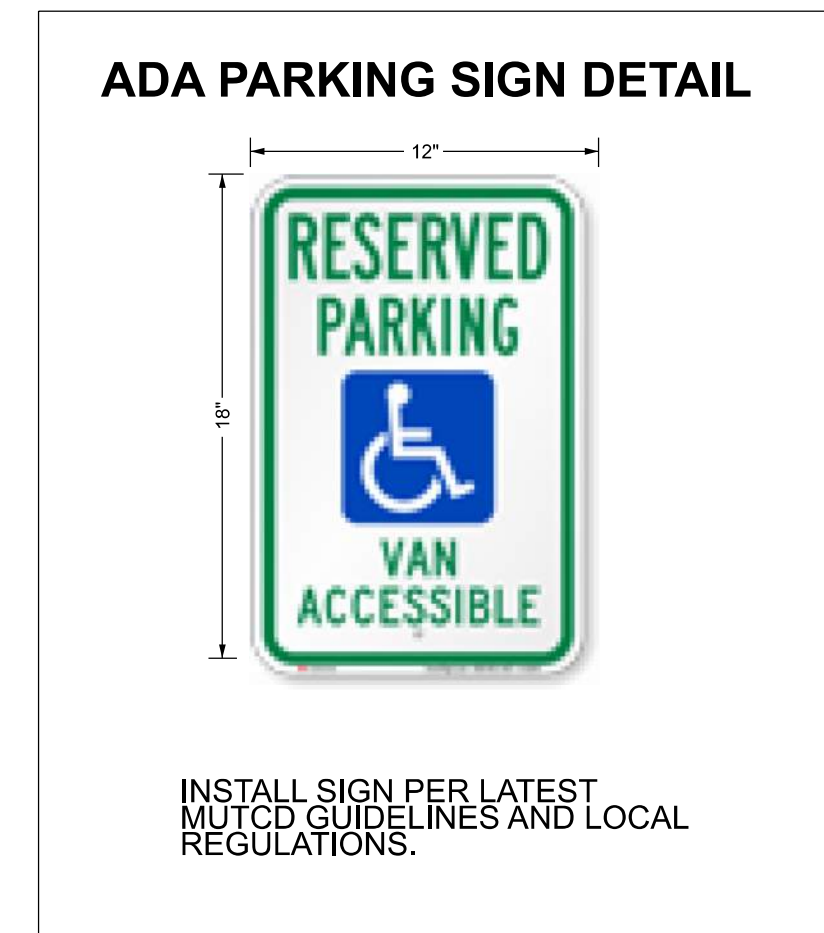 ADA PARKING SIGN DETAIL
12"
18"
RESERVED
PARKING
VAN
ACCESSIBLE
INSTALL SIGN PER LATEST
MUTCD GUIDELINES AND LOCAL
REGULATIONS.